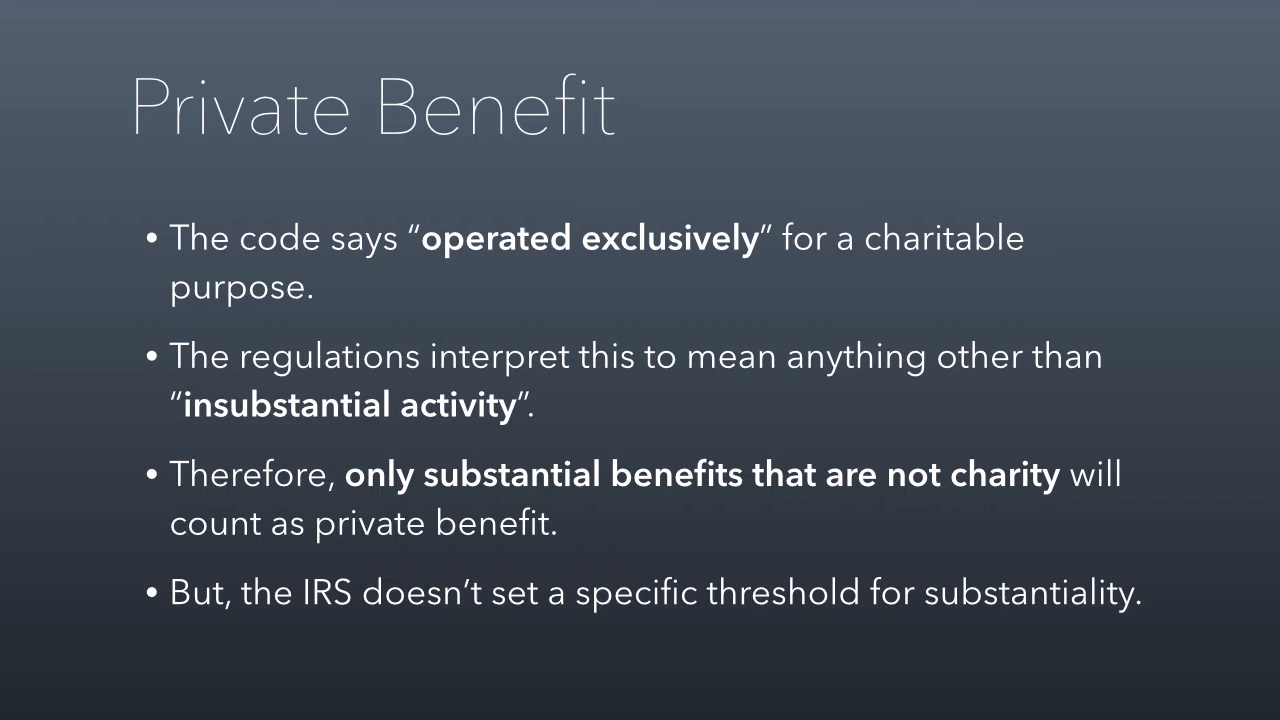 Private Benefit
• The code says “operated exclusively” for a charitable
purpose.
• The regulations interpret this to mean anything other than
“insubstantial activity”.
• Therefore, only substantial benefits that are not charity will
count as private benefit.
• But, the IRS doesn’t set a specific threshold for substantiality.